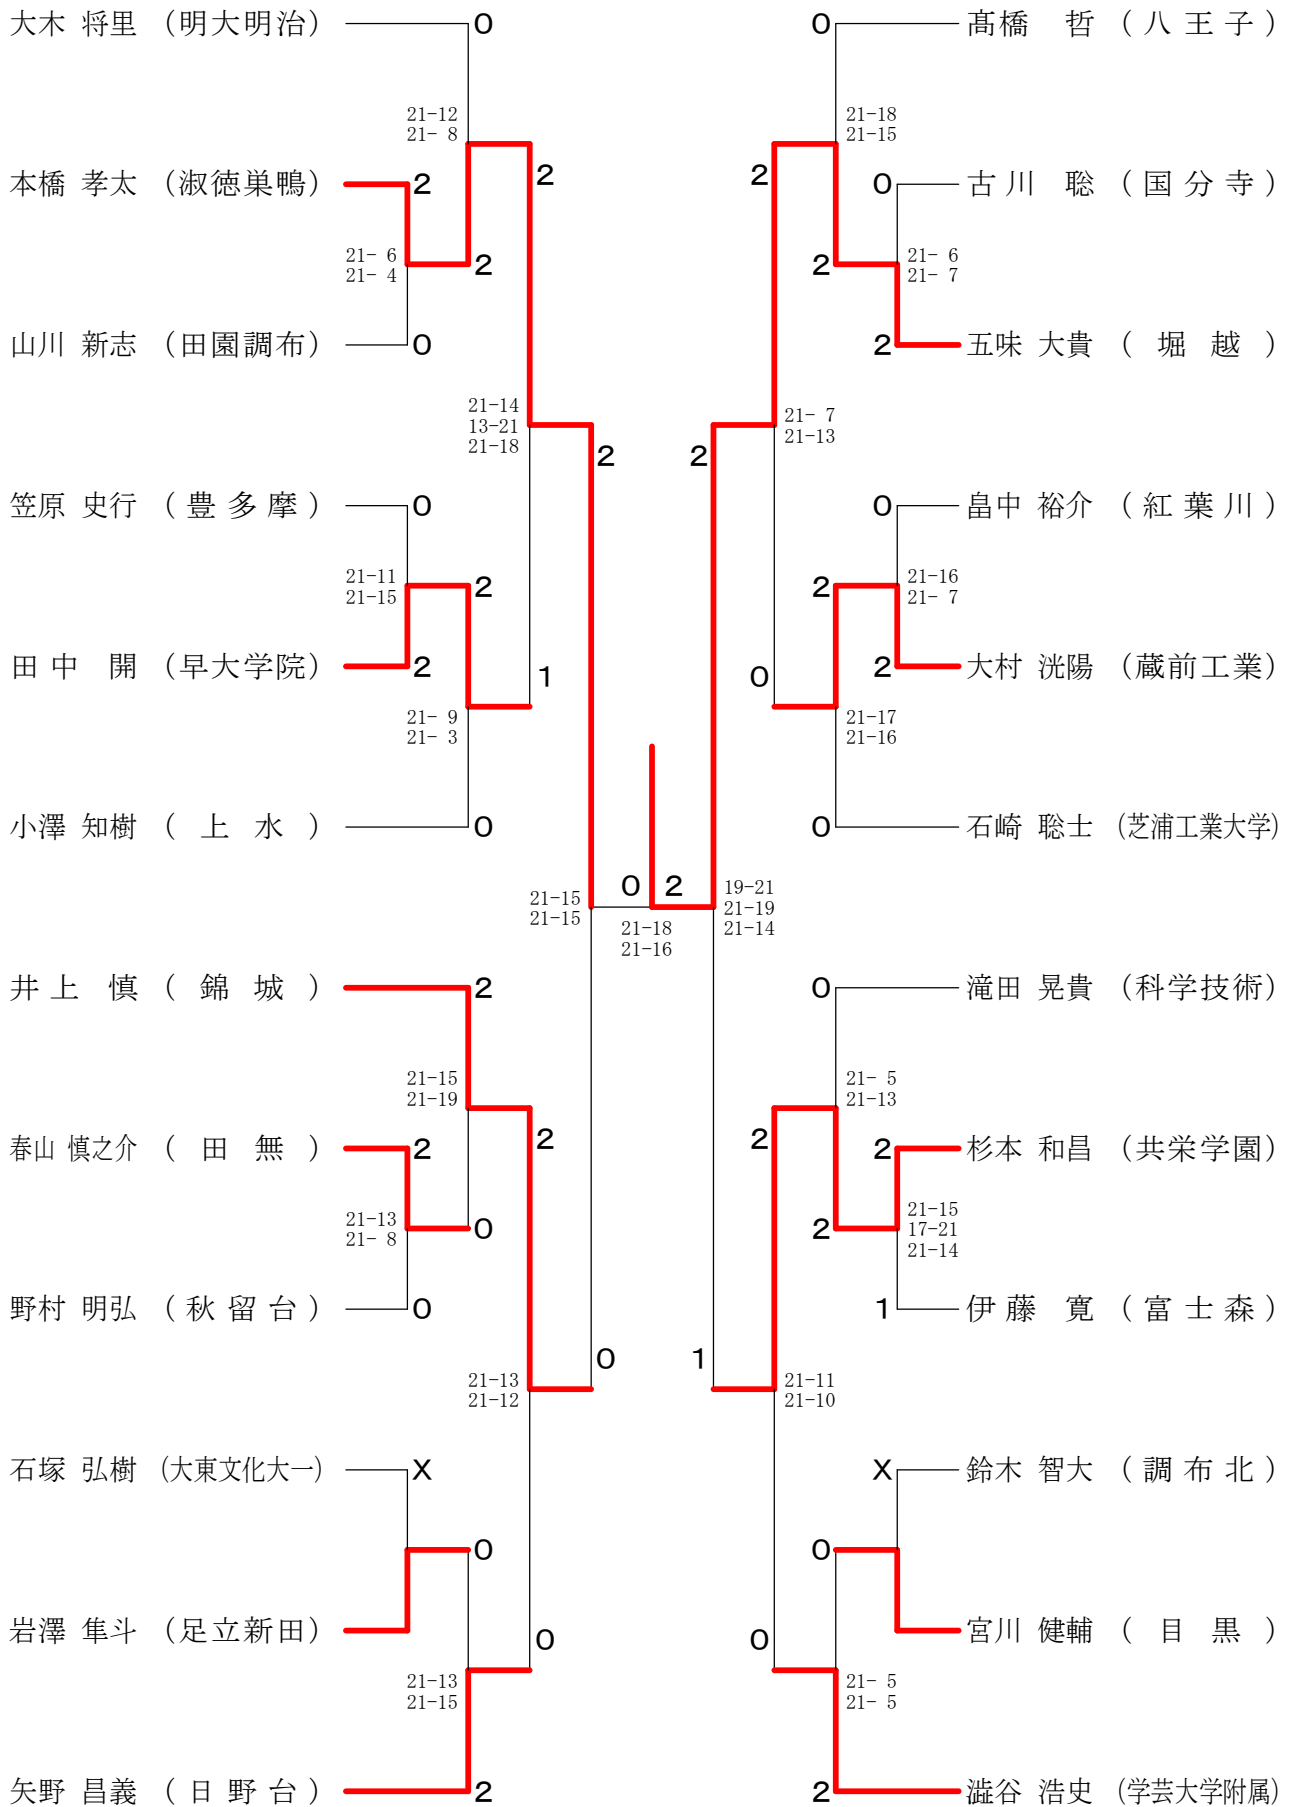 大木 将里 (明大明治) 0
21-12
21- 8
本橋 孝太 (淑徳巣鴨) 2
2
21- 6
21- 4
2
山川 新志 (田園調布) 0
21-14
13-21
21-18
2
笠原 史行 (豊多摩) 0
21-11
21-15
2
田中 開 (早大学院) 2
1
21- 9
21- 3
小澤 知樹 (上水) 0
21-15
21-15
井上 慎 (錦城) 2
21-15
21-19
春山 慎之介 (田無) 2
2
21-13
21- 8
0
野村 明弘 (秋留台) 0
0
21-13
21-12
石塚 弘樹 (大東文化大一) X
0
岩澤 隼斗 (足立新田)
0
21-13
21-15
矢野 昌義 (日野台) 2
0 2
21-18
21-16
0 髙橋 哲 (八王子)
21-18
21-15
2
0 古川 聡 (国分寺)
2
21- 6
21- 7
2 五味 大貴 (堀越)
21- 7
21-13
2
0 畠中 裕介 (紅葉川)
2
21-16
21- 7
2 大村 洸陽 (蔵前工業)
0
21-17
21-16
0 石崎 聡士 (芝浦工業大学)
19-21
21-19
21-14
0 滝田 晃貴 (科学技術)
21- 5
21-13
2
2 杉本 和昌 (共栄学園)
2
21-15
17-21
21-14
1 伊藤 寛 (富士森)
1
21-11
21-10
X 鈴木 智大 (調布北)
0
宮川 健輔 (目黒)
0
21- 5
21- 5
2 澁谷 浩史 (学芸大学附属)